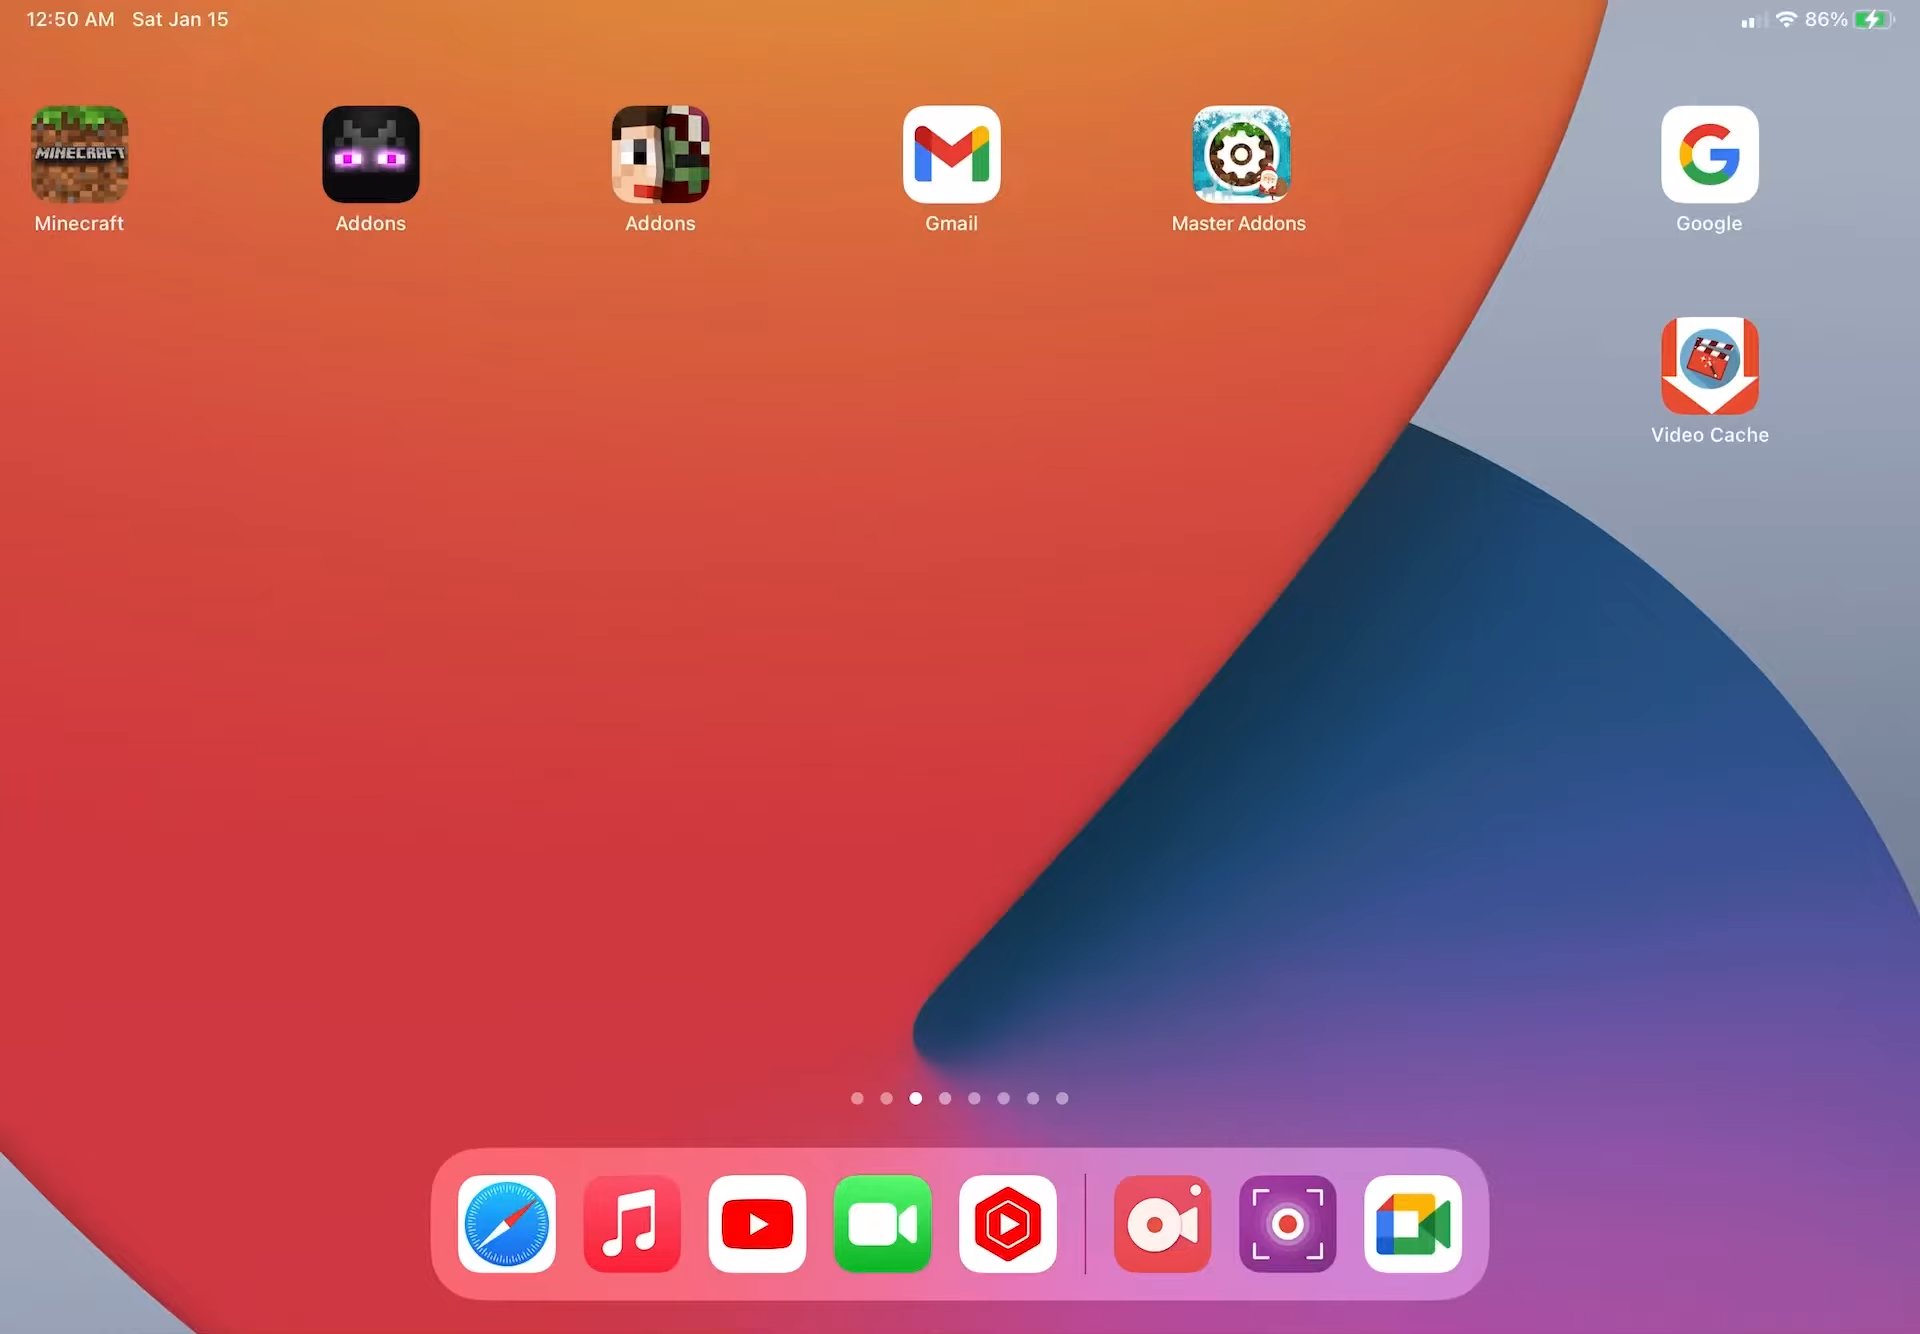 12:50 AM Sat Jan 15
86%
MINECRAFT
Minecraft
Addons
Addons
Gmail
Master Addons
Google
Video Cache